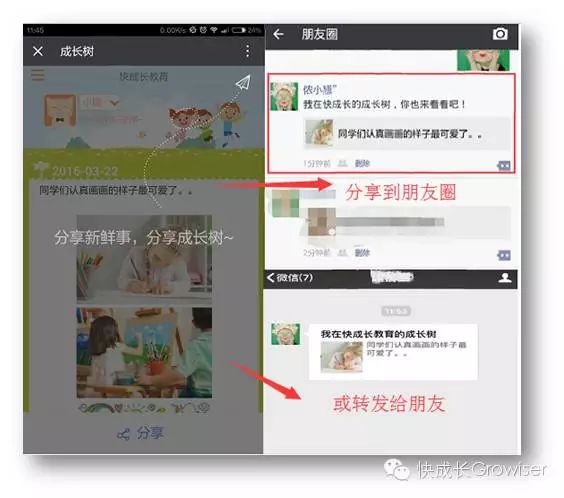 11:45
0.00K/s
24%
成长树
快成长教育
小陌
2016-03-22
同学们认真画画的样子最可爱了。。
分享新鲜事，分享成长树~
分享
朋友圈
我在快成长的成长树，你也来看看吧！
同学们认真画画的样子最可爱了。。
1分钟前
删除
分享到朋友圈
2分钟前
删除
微信(7)
11:53
我在快成长教育的成长树
同学们认真画画的样子最
可爱了。。
或转发给朋友
快成长Growiser